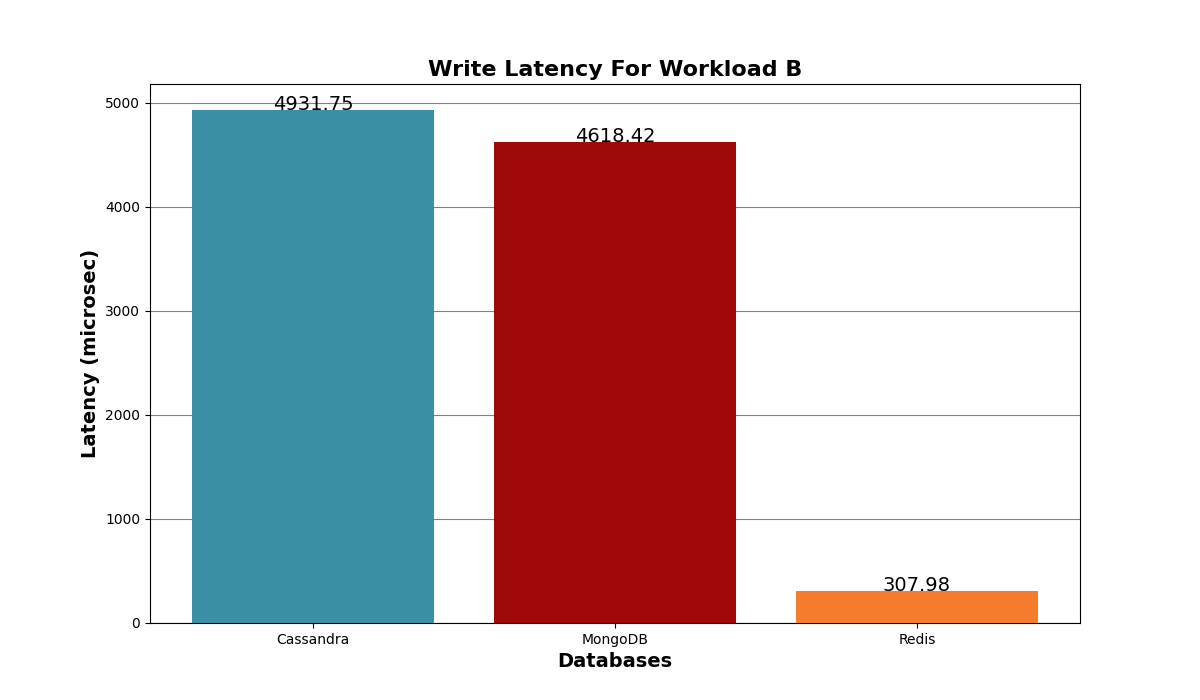 Write Latency For Workload B
5000
4000
3000
2000
1000
0
Latency (microsec)
4931.75
4618.42
307.98
Cassandra
MongoDB
Redis
Databases